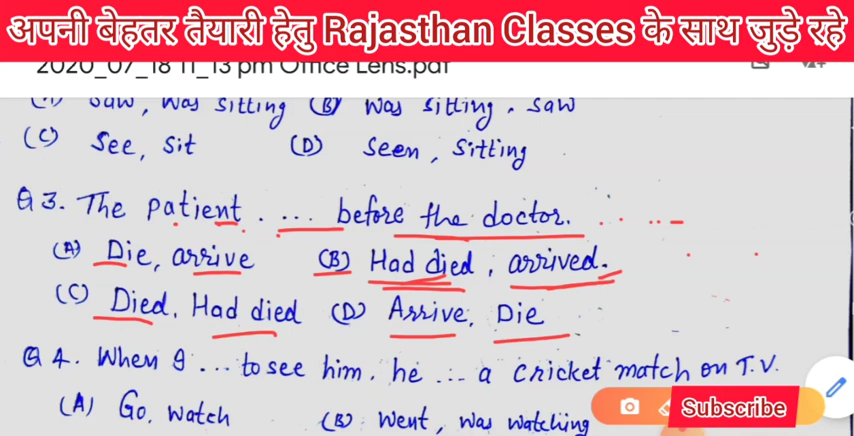 अपनी बेहतर तैयारी हेतु Rajasthan Classes के साथ जुड़े रहे
2020_07_18 11_13 pm Office Lens.pdf
(A) Saw, was sitting (B) was sitting, saw
(C) See, sit (D) Seen, Sitting
Q 3. The patient .... before the doctor. .....
(A) Die, arrive (B) Had died, arrived.
(C) Died, Had died (D) Arrive, Die
Q 4. When I ... to see him, he ... a cricket match on T.V.
(A) Go, watch (B) Went, was watching
Subscribe